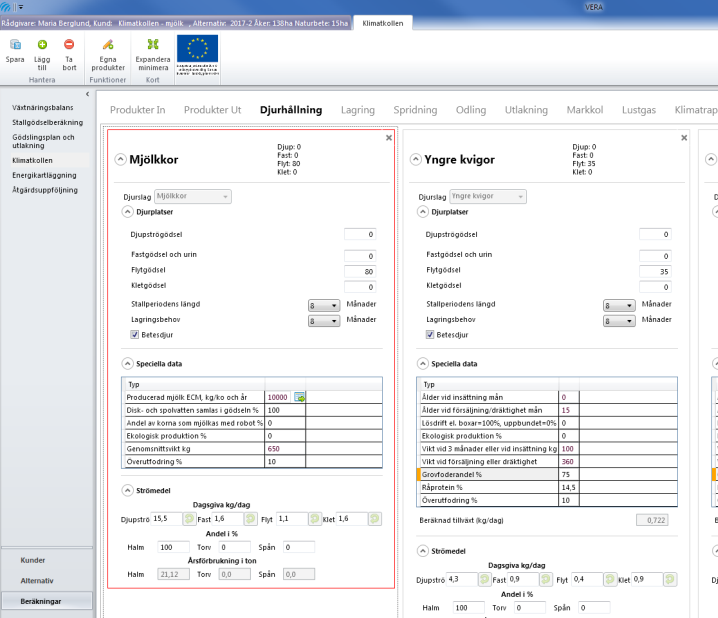 VERA
Rådgivare: Maria Berglund, Kund: Klimatkollen - mjölk , Alternativ: 2017-2 Åker: 138ha Naturbete: 15ha
Klimatkollen
Spara
Lägg till
Ta bort
Egna produkter
Expandera minimera
Hantera
Funktioner
Kort
Växtnäringsbalans
Stallgödselberäkning
Gödslingsplan och
utlakning
Klimatkollen
Energikartläggning
Åtgärdsuppföljning
Kunder
Alternativ
Beräkningar
Produkter In Produkter Ut Djurhållning Lagring Spridning Odling Utlakning Markkol Lustgas Klimatrap
Mjölkkor
Djup: 0
Fast: 0
Flyt: 80
Klet: 0
Djurslag Mjölkkor
Djurplatser
Djupströgödsel 0
Fastgödsel och urin 0
Flytgödsel 80
Kletgödsel 0
Stallperiodens längd 8 Månader
Lagringsbehov 8 Månader
Betesdjur
Speciella data
Typ
Producerad mjölk ECM, kg/ko och år 10000
Disk- och spolvatten samlas i gödseln % 100
Andel av korna som mjölkas med robot % 0
Ekologisk produktion % 0
Genomsnittsvikt kg 650
Överutfodring % 10
Strömedel
Dagsgiva kg/dag
Djupströ 15,5 Fast 1,6 Flyt 1,1 Klet 1,6
Andel i %
Halm 100 Torv 0 Spån 0
Årsförbrukning i ton
Halm 21,12 Torv 0,0 Spån 0,0
Yngre kvigor
Djup: 0
Fast: 0
Flyt: 35
Klet: 0
Djurslag Yngre kvigor
Djurplatser
Djupströgödsel 0
Fastgödsel och urin 0
Flytgödsel 35
Kletgödsel 0
Stallperiodens längd 8 Månader
Lagringsbehov 8 Månader
Betesdjur
Speciella data
Typ
Ålder vid insättning mån 0
Ålder vid försäljning/dräktighet mån 15
Lösdrift el. boxar=100%, uppbundet=0% 0
Ekologisk produktion % 0
Vikt vid 3 månader eller vid insättning kg 100
Vikt vid försäljning eller dräktighet 360
Grovfoderandel % 75
Råprotein % 14,5
Överutfodring % 10
Beräknad tillväxt (kg/dag) 0,722
Strömedel
Dagsgiva kg/dag
Djupströ 4,3 Fast 0,9 Flyt 0,4 Klet 0,9
Andel i %
Halm 100 Torv 0 Spån 0